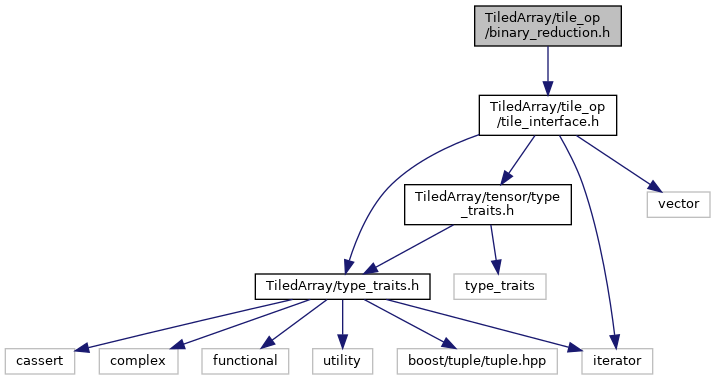 TiledArray/tile_op
/binary_reduction.h
TiledArray/tile_op
/tile_interface.h
TiledArray/tensor/type
_traits.h
vector
TiledArray/type_traits.h
type_traits
cassert
complex
functional
utility
boost/tuple/tuple.hpp
iterator